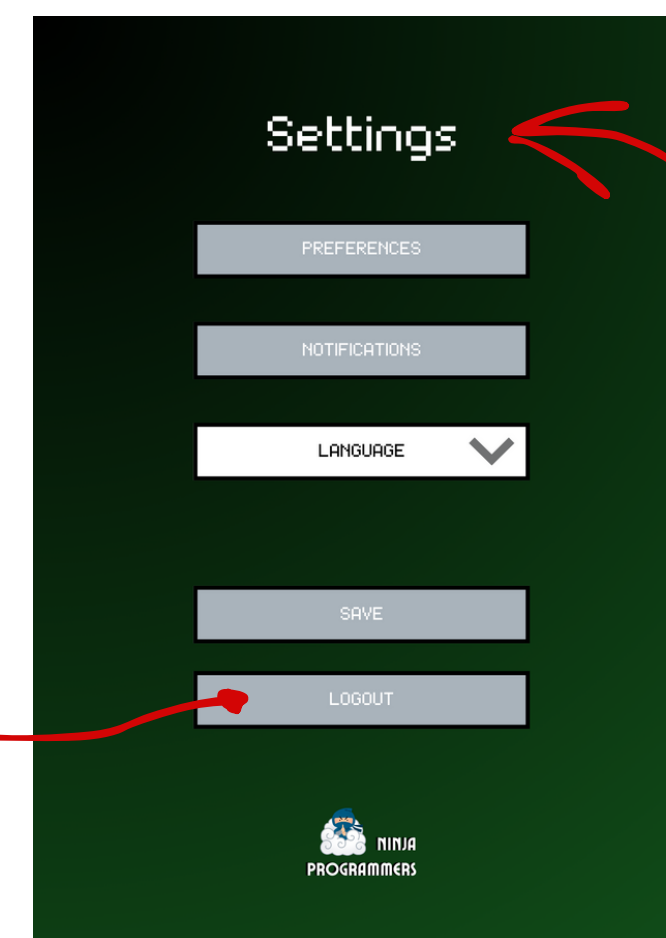 Settings
PREFERENCES
NOTIFICATIONS
LANGUAGE
SAVE
LOGOUT
NINJA
PROGRAMMERS